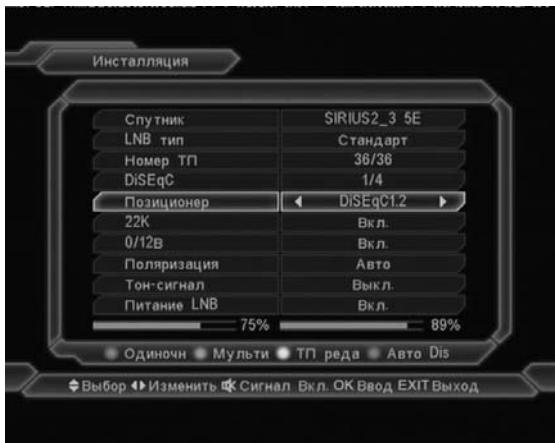 Инсталляция
Спутник SIRIUS2_3 5E
LNB тип Стандарт
Номер ТП 36/36
DiSEqC 1/4
Позиционер DiSEqC1.2
22K Вкл.
0/12В Вкл.
Поляризация Авто
Тон-сигнал Выкл.
Питание LNB Вкл.
75% 89%
Одиночн Мульти ТП реда Авто Dis
Выбор Изменить Сигнал Вкл. OK Ввод EXIT Выход